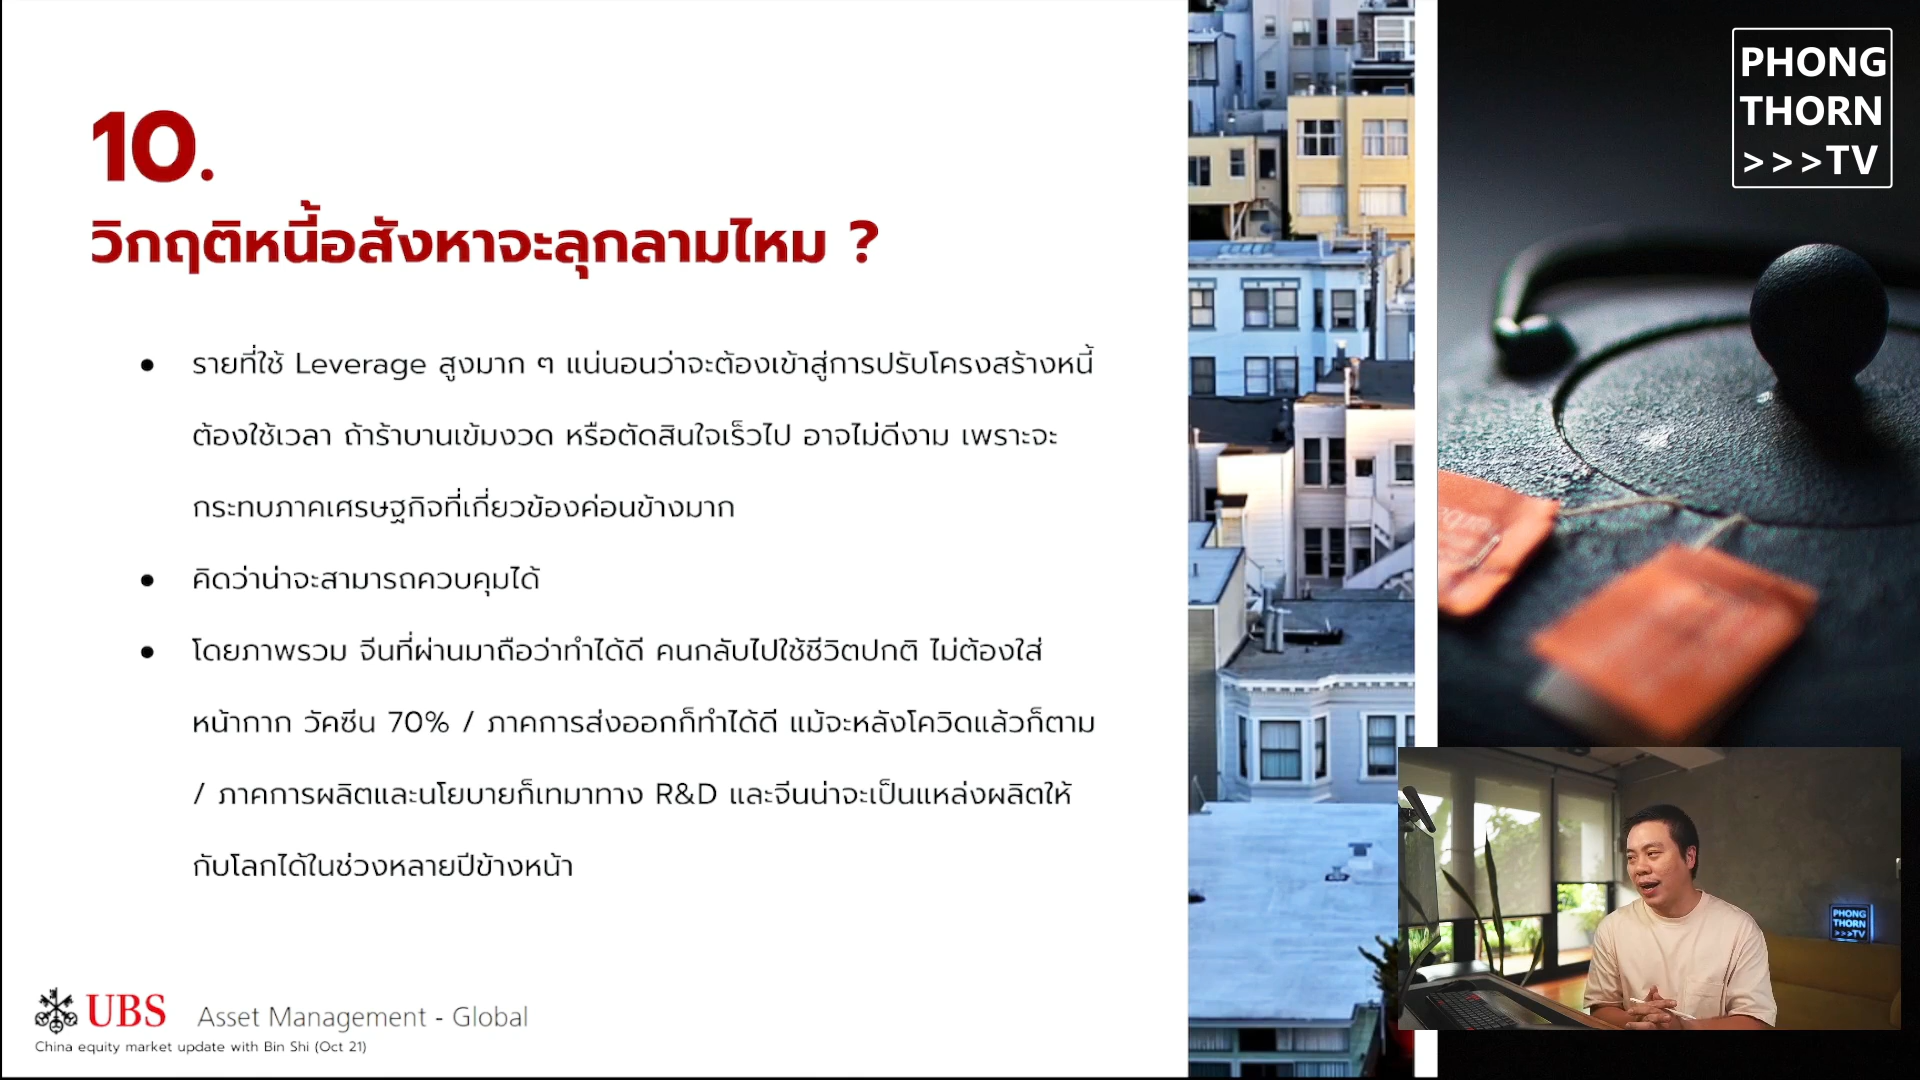 10.
วิกฤติหนี้อสังหาจะลุกลามไหม ?
● รายที่ใช้ Leverage สูงมาก ๆ แน่นอนว่าจะต้องเข้าสู่การปรับโครงสร้างหนี้
ต้องใช้เวลา ถ้าร้าบานเข้มงวด หรือตัดสินใจเร็วไป อาจไม่ดีงาม เพราะจะ
กระทบภาคเศรษฐกิจที่เกี่ยวข้องค่อนข้างมาก
● คิดว่าน่าจะสามารถควบคุมได้
● โดยภาพรวม จีนที่ผ่านมาถือว่าทำได้ดี คนกลับไปใช้ชีวิตปกติ ไม่ต้องใส่
หน้ากาก วัคซีน 70% / ภาคการส่งออกก็ทำได้ดี แม้จะหลังโควิดแล้วก็ตาม
/ ภาคการผลิตและนโยบายก็เทมาทาง R&D และจีนน่าจะเป็นแหล่งผลิตให้
กับโลกได้ในช่วงหลายปีข้างหน้า
UBS Asset Management - Global
China equity market update with Bin Shi (Oct 21)
PHONG
THORN
>>>TV
PHONG
THORN
>>>TV